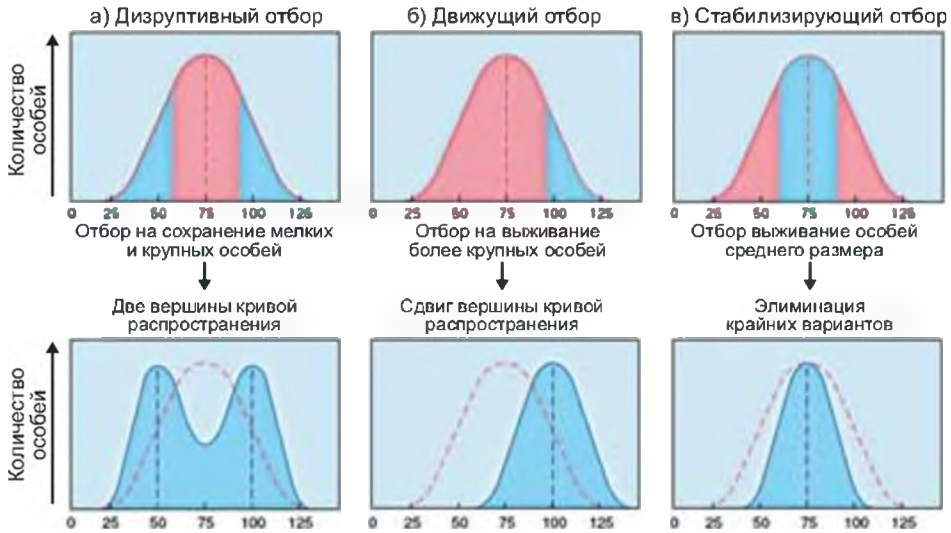 а) Дизруптивный отбор
Количество
особей
0 25 50 75 100 125
Отбор на сохранение мелких
и крупных особей
Две вершины кривой
распространения
Количество
особей
0 25 50 75 100 125
б) Движущий отбор
0 25 50 75 100 125
Отбор на выживание
более крупных особей
Сдвиг вершины кривой
распространения
0 25 50 75 100 125
в) Стабилизирующий отбор
0 25 50 75 100 125
Отбор выживание особей
среднего размера
Элиминация
крайних вариантов
0 25 50 75 100 125